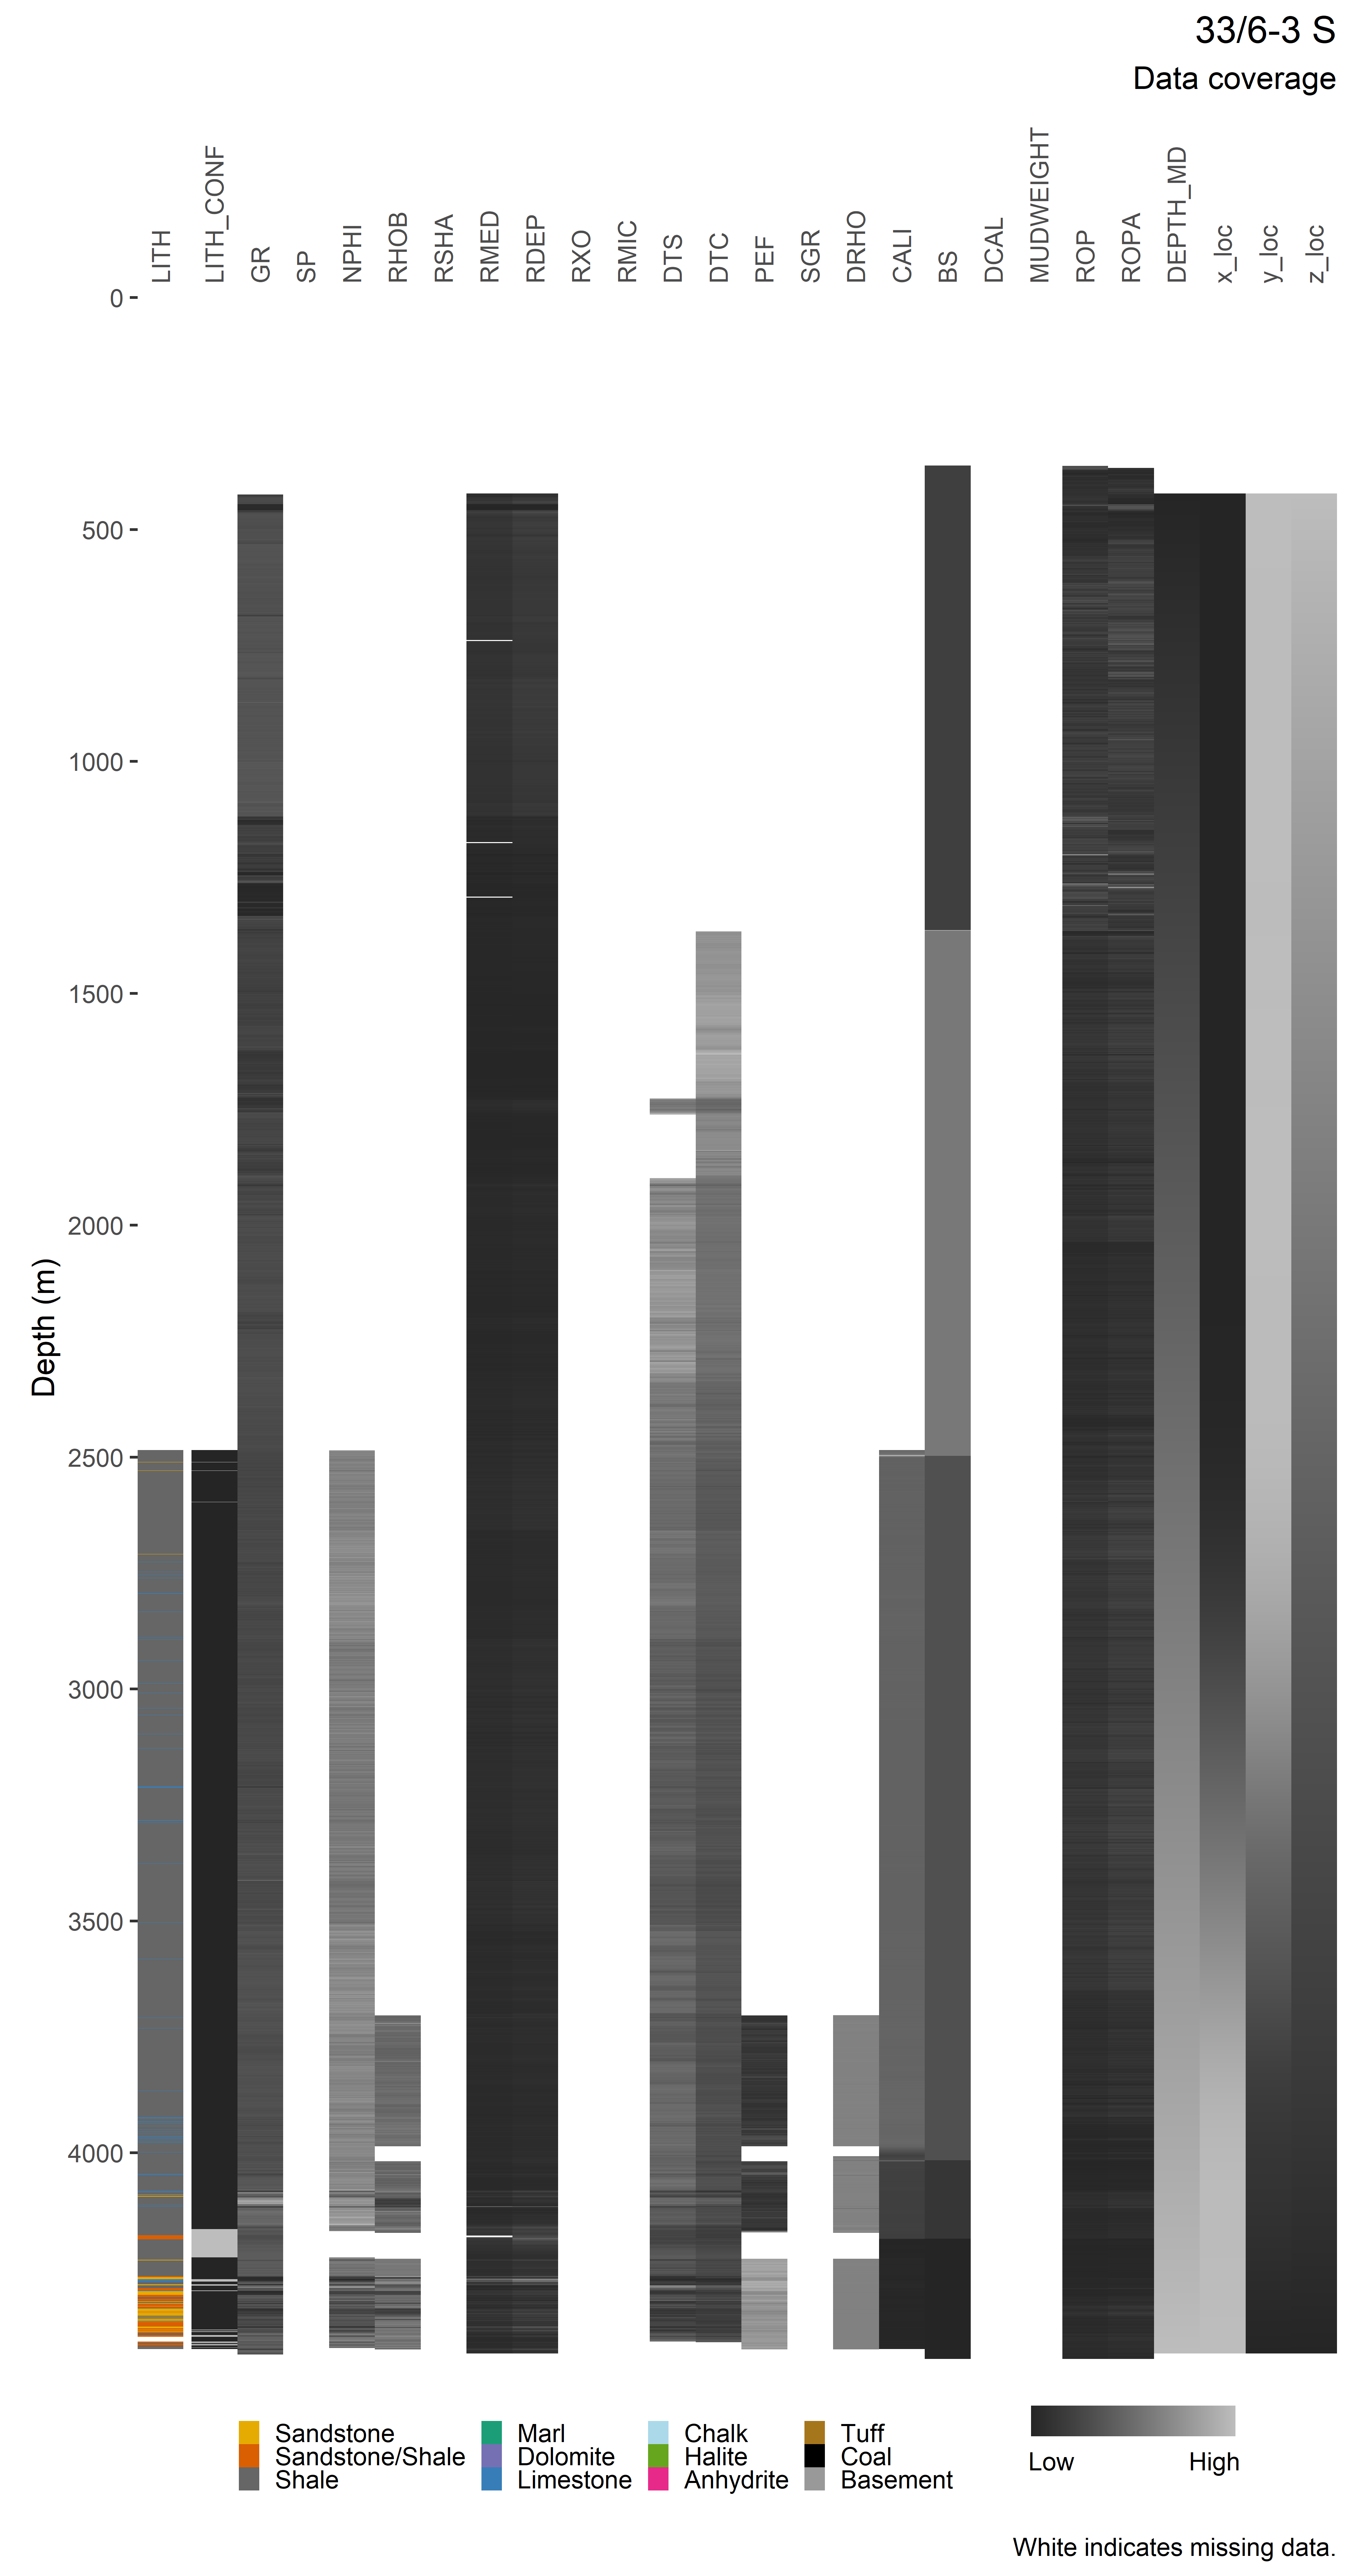 33/6-3 S
Data coverage
LITH
LITH_CONF
GR
SP
NPHI
RHOB
RSHA
RMED
RDEP
RXO
RMIC
DTS
DTC
PEF
SGR
DRHO
CALI
BS
DCAL
MUDWEIGHT
ROP
ROPA
DEPTH_MD
x_loc
y_loc
z_loc
0
500
1000
1500
2000
2500
3000
3500
4000
Depth (m)
Sandstone
Sandstone/Shale
Shale
Marl
Dolomite
Limestone
Chalk
Halite
Anhydrite
Tuff
Coal
Basement
Low
High
White indicates missing data.